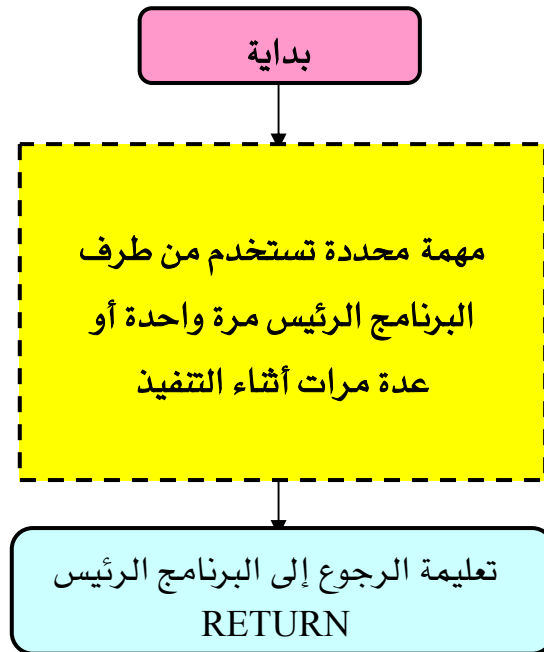 بداية
مهمة محددة تستخدم من طرف
البرنامج الرئيس مرة واحدة أو
عدة مرات أثناء التنفيذ
تعليمة الرجوع إلى البرنامج الرئيس
RETURN